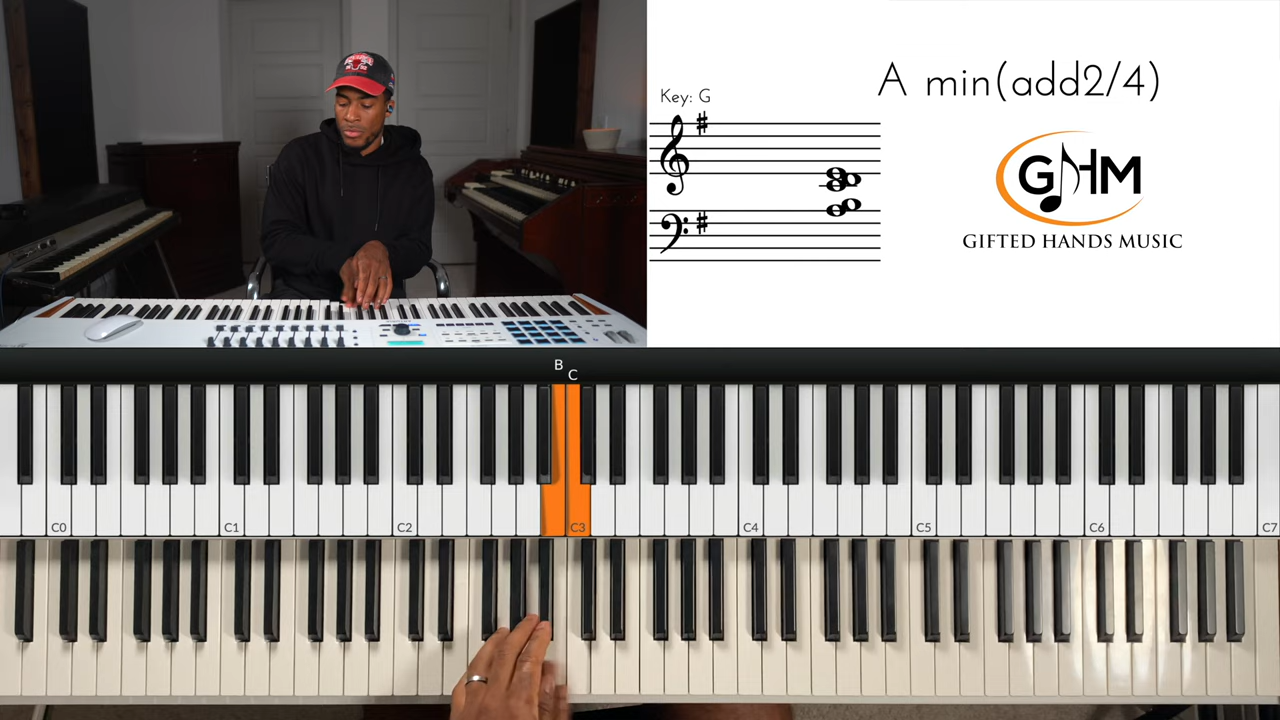 A min(add2/4)
Key: G
GHM
GIFTED HANDS MUSIC
B
C
C0
C1
C2
C3
C4
C5
C6
C7